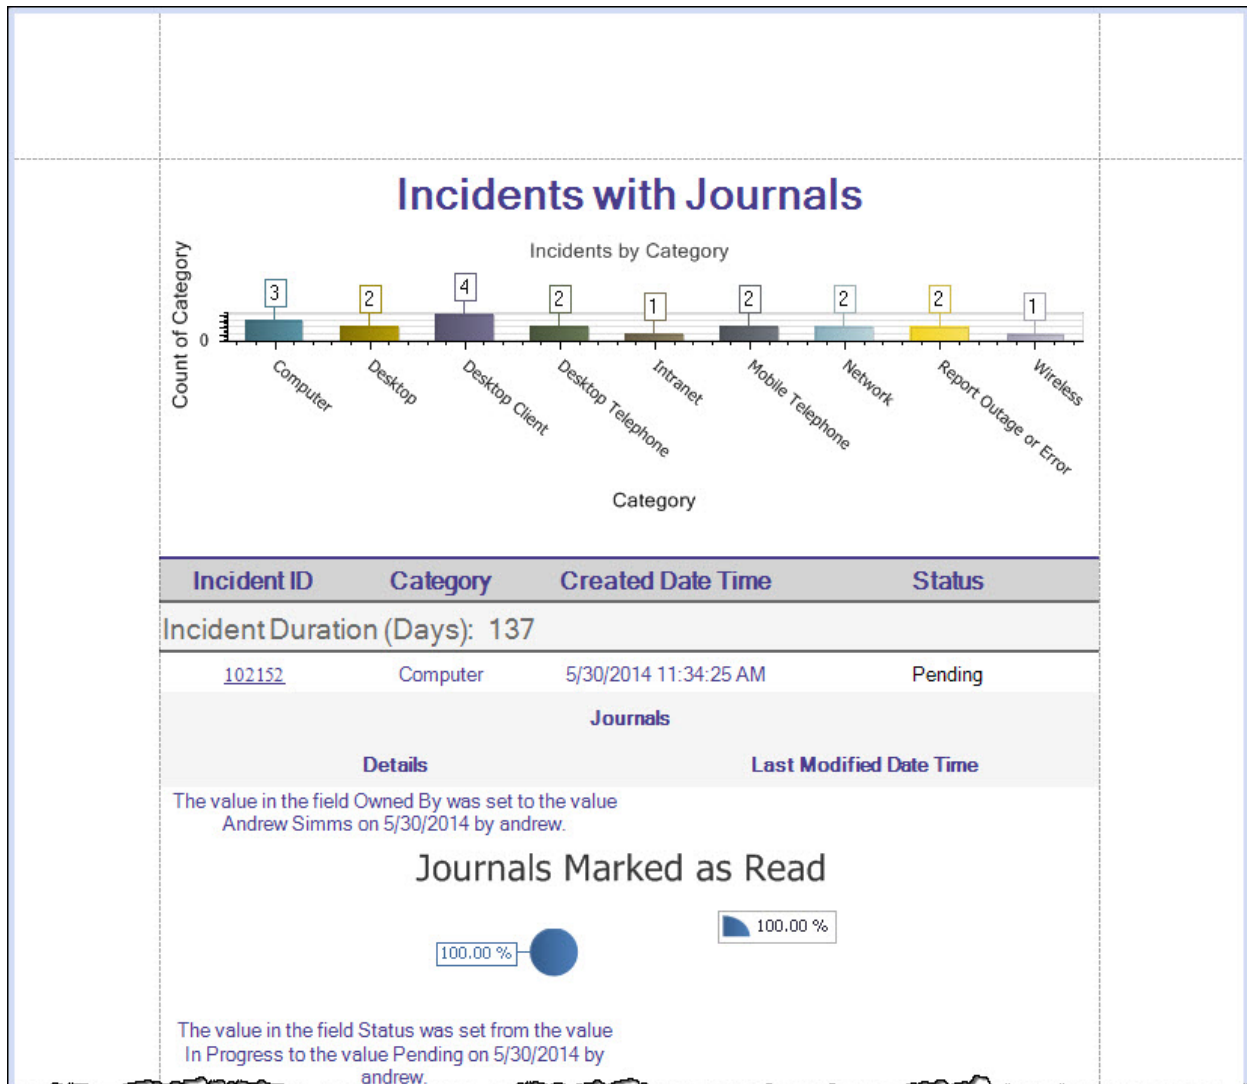 Incidents with Journals
Incidents by Category
Count of Category
3
2
4
2
1
2
2
2
1
0
Computer
Desktop
Desktop Client
Desktop Telephone
Intranet
Mobile Telephone
Network
Report Outage or Error
Wireless
Category
Incident ID Category Created Date Time Status
Incident Duration (Days): 137
102152 Computer 5/30/2014 11:34:25 AM Pending
Journals
Details Last Modified Date Time
The value in the field Owned By was set to the value
Andrew Simms on 5/30/2014 by andrew.
Journals Marked as Read
100.00 %
100.00 %
The value in the field Status was set from the value
In Progress to the value Pending on 5/30/2014 by
andrew.